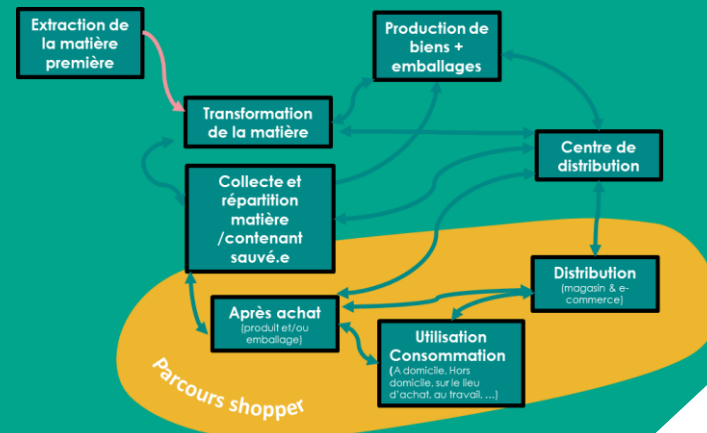 Extraction de
la matière
première
Production de
biens +
emballages
Transformation
de la matière
Centre de
distribution
Collecte et
répartition
matière
/contenant
sauvé.e
Distribution
(magasin & e-
commerce)
Après achat
(produit et/ou
emballage)
Utilisation
Consommation
(A domicile, Hors
domicile, sur le lieu
d'achat, au travail, ...)
Parcours shopper